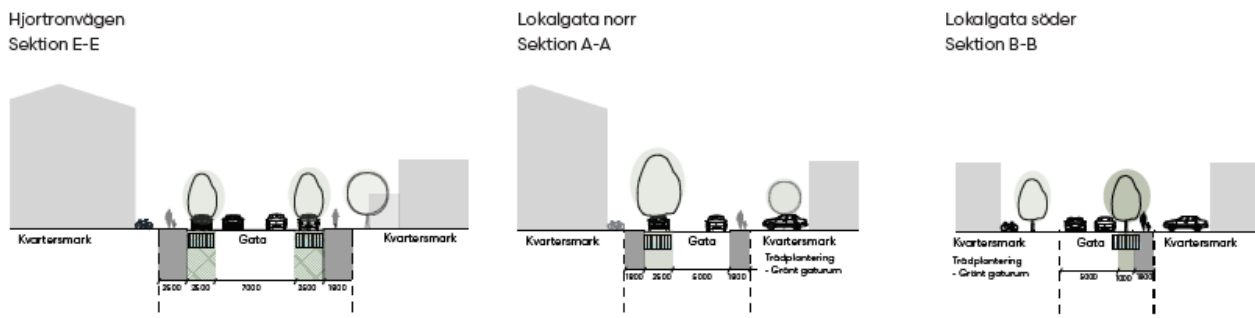 Hjortronvägen
Sektion E-E
Kvartersmark
Gata
Kvartersmark
2500 2500 7000 2500 1800
Lokalgata norr
Sektion A-A
Kvartersmark
Gata
Kvartersmark
Trädplantering
- Grönt gaturum
1800 2500 5000 1800
Lokalgata söder
Sektion B-B
Kvartersmark
Trädplantering
- Grönt gaturum
Gata
Kvartersmark
5000 1000 1800